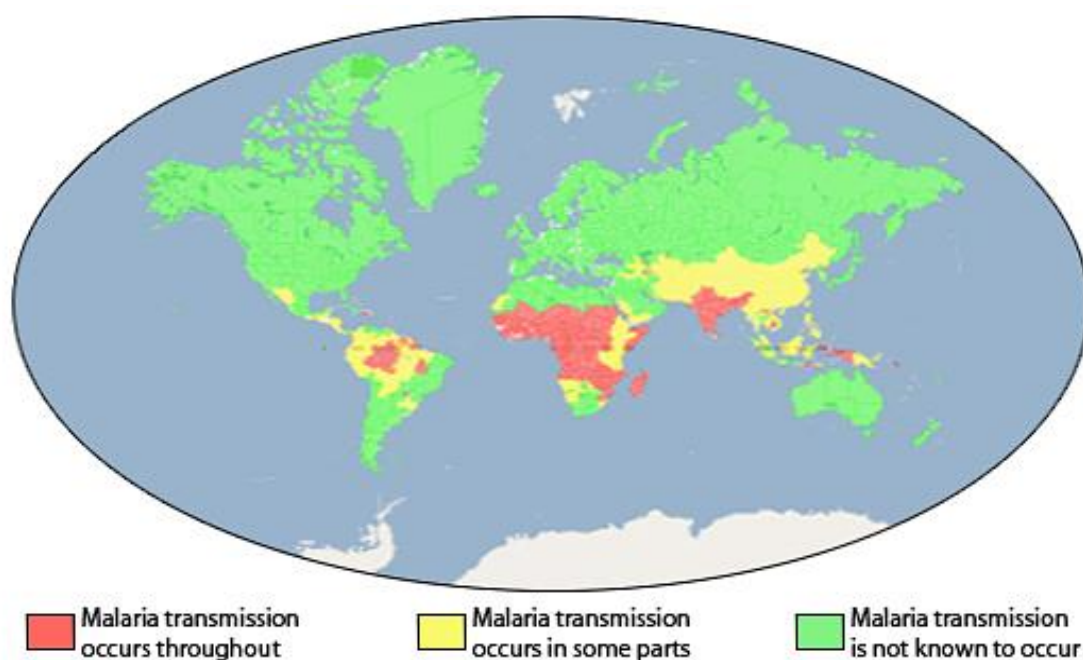 Malaria transmission
occurs throughout
Malaria transmission
occurs in some parts
Malaria transmission
is not known to occur